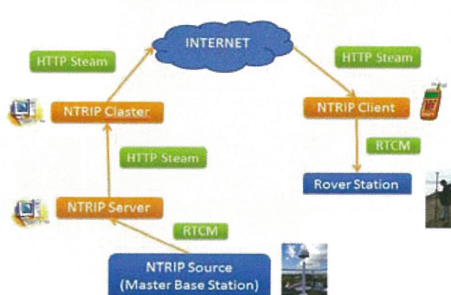 INTERNET
HTTP Steam
HTTP Steam
NTRIP Claster
NTRIP Client
HTTP Steam
RTCM
NTRIP Server
Rover Station
RTCM
NTRIP Source
(Master Base Station)